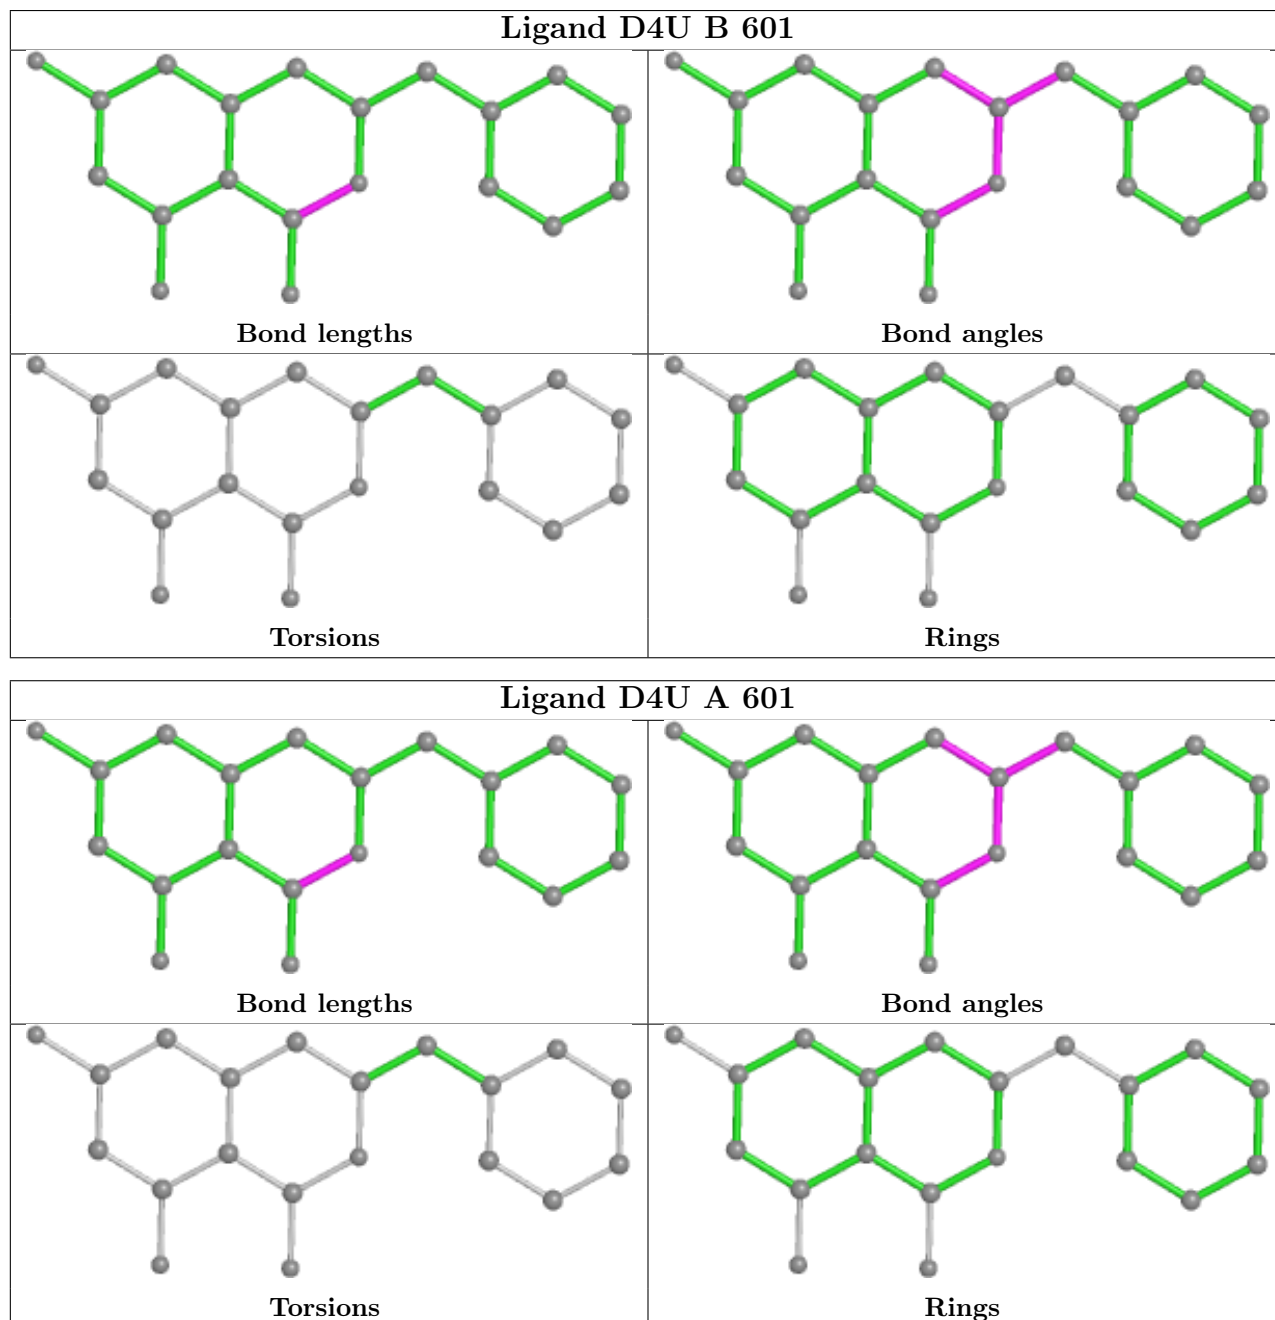 Ligand D4U B 601
Bond lengths
Bond angles
Torsions
Rings
Ligand D4U A 601
Bond lengths
Bond angles
Torsions
Rings